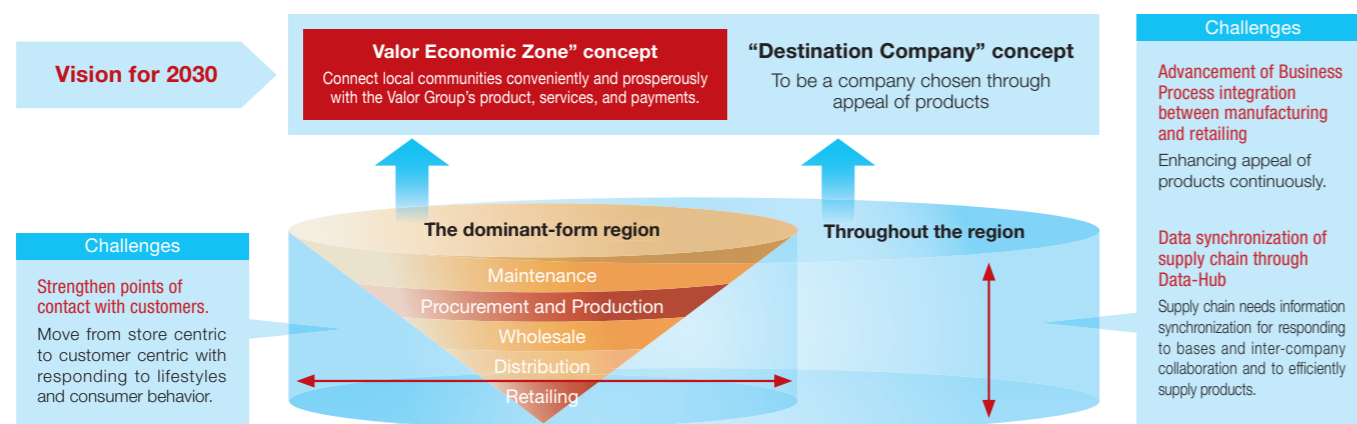 Vision for 2030
Valor Economic Zone” concept
Connect local communities conveniently and prosperously
with the Valor Group’s product, services, and payments.
“Destination Company” concept
To be a company chosen through
appeal of products
Challenges
Advancement of Business
Process integration
between manufacturing
and retailing
Enhancing appeal of
products continuously.
Data synchronization of
supply chain through
Data-Hub
Supply chain needs information
synchronization for responding
to bases and inter-company
collaboration and to efficiently
supply products.
Challenges
Strengthen points of
contact with customers.
Move from store centric
to customer centric with
responding to lifestyles
and consumer behavior.
The dominant-form region
Throughout the region
Maintenance
Procurement and Production
Wholesale
Distribution
Retailing